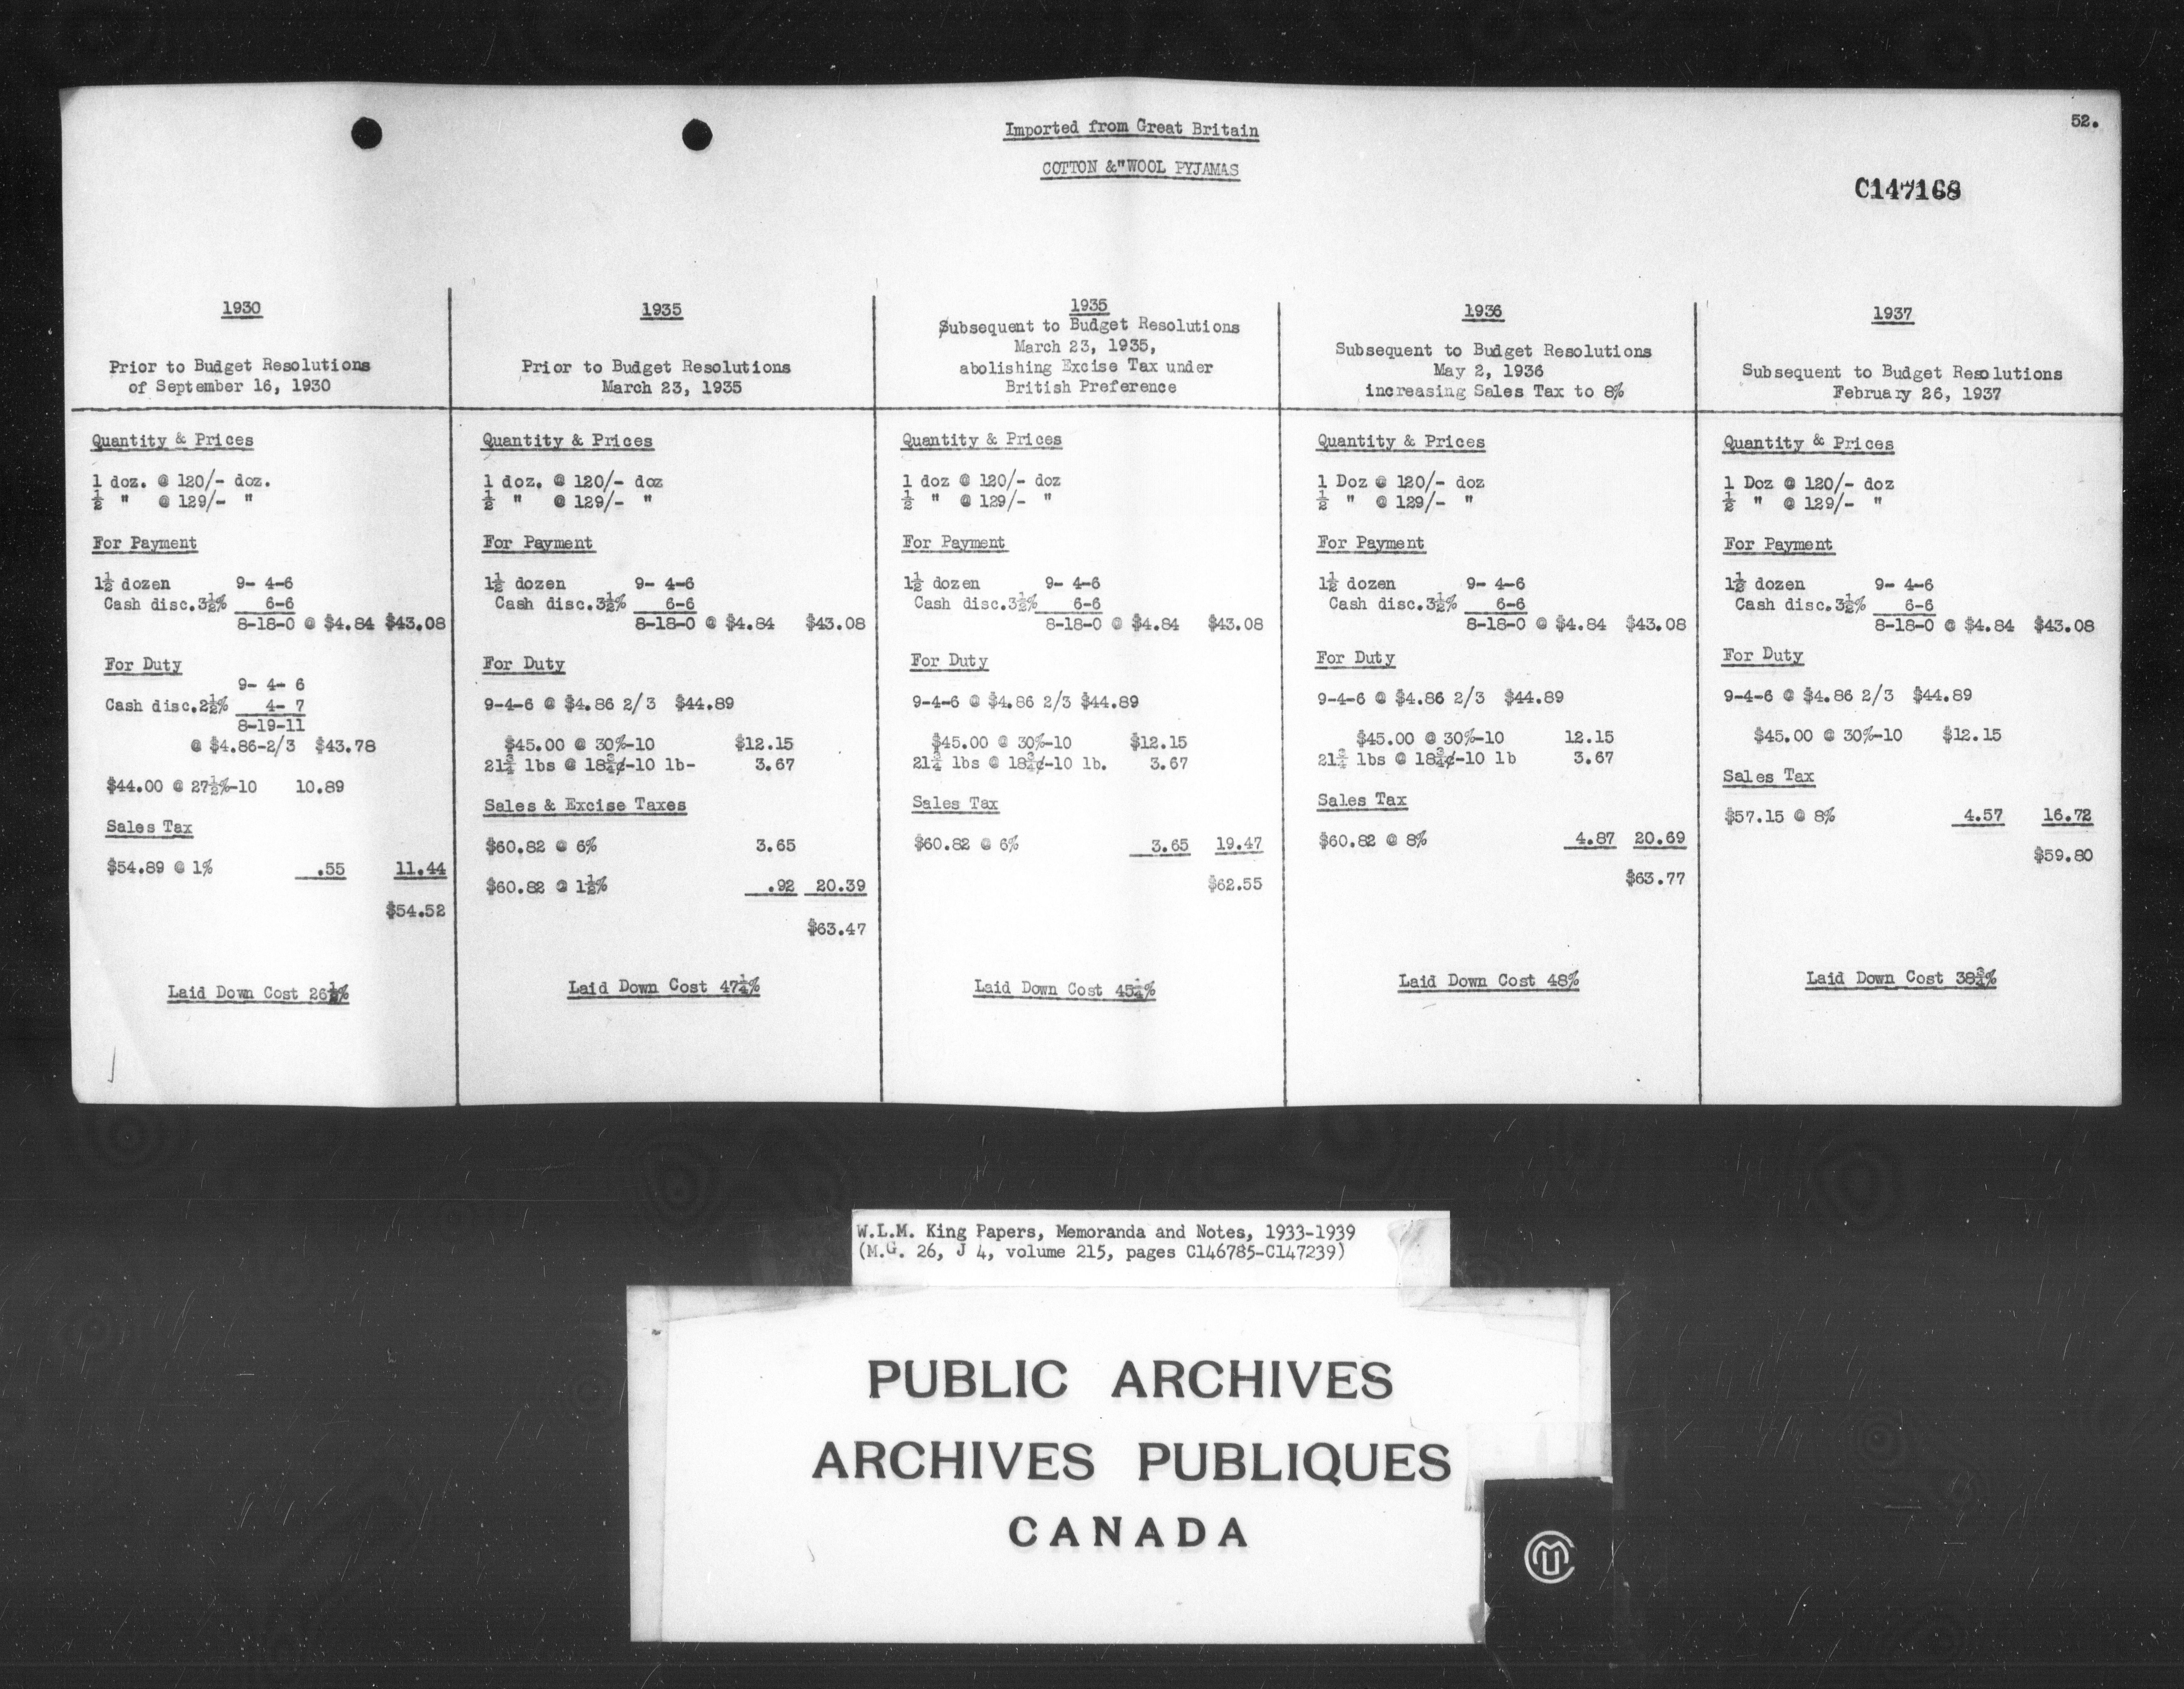 52.
Imported from Great Britain
COTTON &"WOOL PYJAMAS
C147168
1930
Prior to Budget Resolutions
of September 16, 1930
Quantity & Prices
1 doz. @ 120/- doz.
½ " @ 129/- "
For Payment
1½ dozen 9- 4-6
Cash disc.3½% 6-6
8-18-0 @ $4.84 $43.08
For Duty
9- 4- 6
Cash disc.2½% 4- 7
8-19-11
@ $4.86-2/3 $43.78
$44.00 @ 27½%-10 10.89
Sales Tax
$54.89 @ 1% .55 11.44
$54.52
Laid Down Cost 26½%
1935
Prior to Budget Resolutions
March 23, 1935
Quantity & Prices
1 doz. @ 120/- doz
½ " @ 129/- "
For Payment
1½ dozen 9- 4-6
Cash disc.3½% 6-6
8-18-0 @ $4.84 $43.08
For Duty
9-4-6 @ $4.86 2/3 $44.89
$45.00 @ 30%-10 $12.15
21¾ lbs @ 18¾¢-10 lb- 3.67
Sales & Excise Taxes
$60.82 @ 6% 3.65
$60.82 @ 1½% .92 20.39
$63.47
Laid Down Cost 47¼%
1935
Subsequent to Budget Resolutions
March 23, 1935,
abolishing Excise Tax under
British Preference
Quantity & Prices
1 doz @ 120/- doz
½ " @ 129/- "
For Payment
1½ dozen 9- 4-6
Cash disc.3½% 6-6
8-18-0 @ $4.84 $43.08
For Duty
9-4-6 @ $4.86 2/3 $44.89
$45.00 @ 30%-10 $12.15
21¾ lbs @ 18¾¢-10 lb. 3.67
Sales Tax
$60.82 @ 6% 3.65 19.47
$62.55
Laid Down Cost 45¼%
1936
Subsequent to Budget Resolutions
May 2, 1936
increasing Sales Tax to 8%
Quantity & Prices
1 Doz @ 120/- doz
½ " @ 129/- "
For Payment
1½ dozen 9- 4-6
Cash disc.3½% 6-6
8-18-0 @ $4.84 $43.08
For Duty
9-4-6 @ $4.86 2/3 $44.89
$45.00 @ 30%-10 12.15
21¾ lbs @ 18¾¢-10 lb 3.67
Sales Tax
$60.82 @ 8% 4.87 20.69
$63.77
Laid Down Cost 48%
1937
Subsequent to Budget Resolutions
February 26, 1937
Quantity & Prices
1 Doz @ 120/- doz
½ " @ 129/- "
For Payment
1½ dozen 9- 4-6
Cash disc.3½% 6-6
8-18-0 @ $4.84 $43.08
For Duty
9-4-6 @ $4.86 2/3 $44.89
$45.00 @ 30%-10 $12.15
Sales Tax
$57.15 @ 8% 4.57 16.72
$59.80
Laid Down Cost 38¾%
W.L.M. King Papers, Memoranda and Notes, 1933-1939
(M.G. 26, J 4, volume 215, pages C146785-C147239)
PUBLIC ARCHIVES
ARCHIVES PUBLIQUES
CANADA